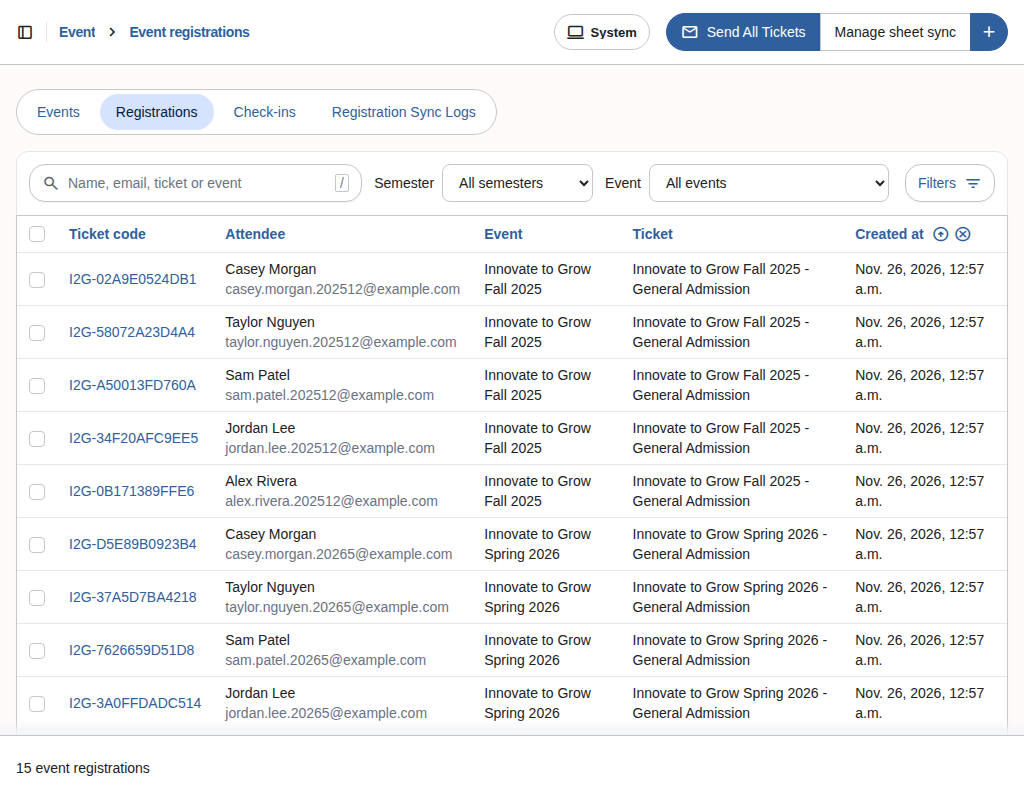 Event > Event registrations
System
Send All Tickets
Manage sheet sync
+
Events
Registrations
Check-ins
Registration Sync Logs
Name, email, ticket or event
/
Semester
All semesters
Event
All events
Filters
Ticket code Attendee Event Ticket Created at
I2G-02A9E0524DB1 Casey Morgan Innovate to Grow Innovate to Grow Fall 2025 - Nov. 26, 2026, 12:57
casey.morgan.202512@example.com Fall 2025 General Admission a.m.
I2G-58072A23D4A4 Taylor Nguyen Innovate to Grow Innovate to Grow Fall 2025 - Nov. 26, 2026, 12:57
taylor.nguyen.202512@example.com Fall 2025 General Admission a.m.
I2G-A50013FD760A Sam Patel Innovate to Grow Innovate to Grow Fall 2025 - Nov. 26, 2026, 12:57
sam.patel.202512@example.com Fall 2025 General Admission a.m.
I2G-34F20AFC9EE5 Jordan Lee Innovate to Grow Innovate to Grow Fall 2025 - Nov. 26, 2026, 12:57
jordan.lee.202512@example.com Fall 2025 General Admission a.m.
I2G-0B171389FFE6 Alex Rivera Innovate to Grow Innovate to Grow Fall 2025 - Nov. 26, 2026, 12:57
alex.rivera.202512@example.com Fall 2025 General Admission a.m.
I2G-D5E89B0923B4 Casey Morgan Innovate to Grow Innovate to Grow Spring 2026 - Nov. 26, 2026, 12:57
casey.morgan.20265@example.com Spring 2026 General Admission a.m.
I2G-37A5D7BA4218 Taylor Nguyen Innovate to Grow Innovate to Grow Spring 2026 - Nov. 26, 2026, 12:57
taylor.nguyen.20265@example.com Spring 2026 General Admission a.m.
I2G-7626659D51D8 Sam Patel Innovate to Grow Innovate to Grow Spring 2026 - Nov. 26, 2026, 12:57
sam.patel.20265@example.com Spring 2026 General Admission a.m.
I2G-3A0FFDADC514 Jordan Lee Innovate to Grow Innovate to Grow Spring 2026 - Nov. 26, 2026, 12:57
jordan.lee.20265@example.com Spring 2026 General Admission a.m.
15 event registrations